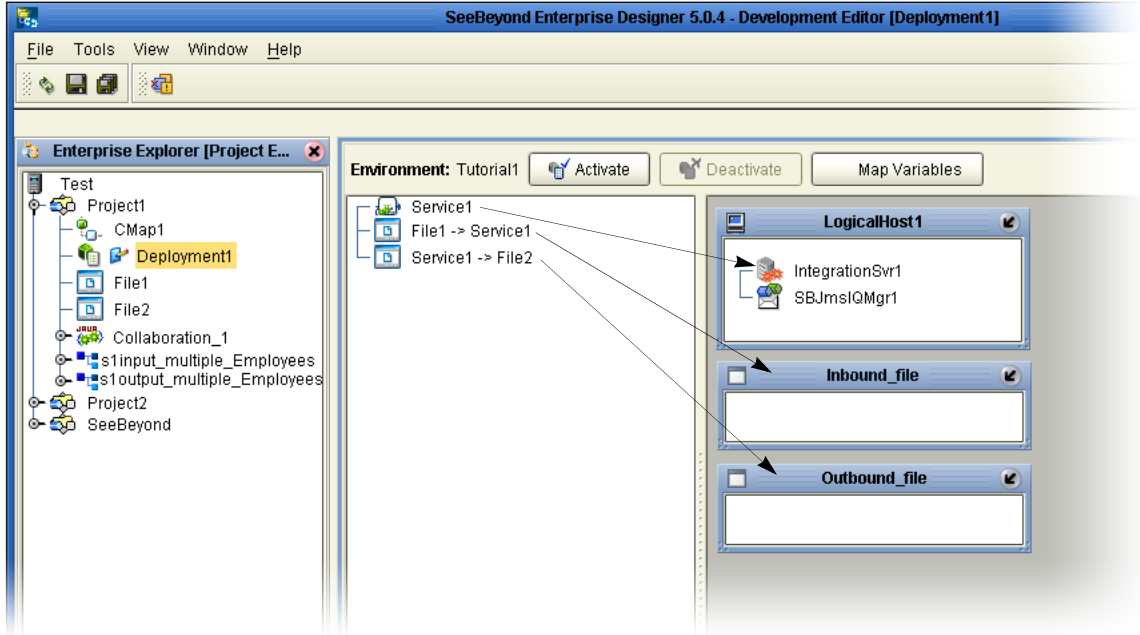 SeeBeyond Enterprise Designer 5.0.4 - Development Editor [Deployment1]
File Tools View Window Help
Enterprise Explorer [Project E...
Test
Project1
CMap1
Deployment1
File1
File2
JAVA
Collaboration_1
s1input_multiple_Employees
s1output_multiple_Employees
Project2
SeeBeyond
Environment: Tutorial1 Activate Deactivate Map Variables
Service1
File1 -> Service1
Service1 -> File2
LogicalHost1
IntegrationSvr1
SBJmsIQMgr1
Inbound_file
Outbound_file